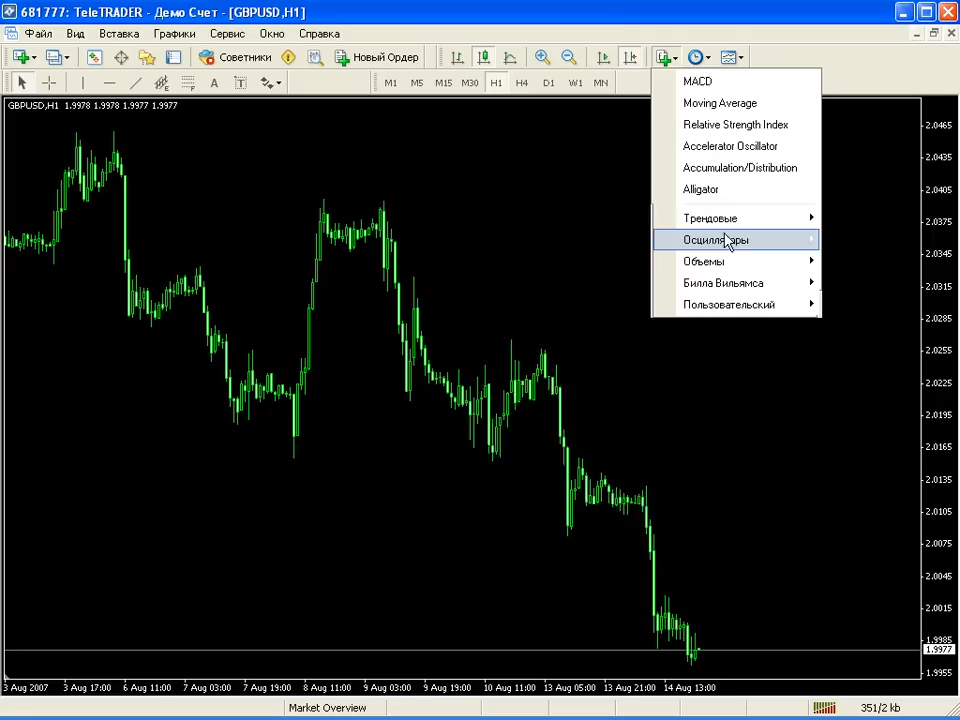 681777: TeleTRADER - Демо Счет - [GBPUSD,H1]
Файл Вид Вставка Графики Сервис Окно Справка
Советники Новый Ордер
A T M1 M5 M15 M30 H1 H4 D1 W1 MN
GBPUSD,H1 1.9978 1.9978 1.9977 1.9977
MACD
Moving Average
Relative Strength Index
Accelerator Oscillator
Accumulation/Distribution
Alligator
Трендовые
Осцилляторы
Объемы
Билла Вильямса
Пользовательский
2.0465
2.0435
2.0405
2.0375
2.0345
2.0315
2.0285
2.0255
2.0225
2.0195
2.0165
2.0135
2.0105
2.0075
2.0045
2.0015
1.9985
1.9977
1.9955
3 Aug 2007 3 Aug 17:00 6 Aug 11:00 7 Aug 03:00 7 Aug 19:00 8 Aug 11:00 9 Aug 03:00 9 Aug 19:00 10 Aug 11:00 13 Aug 05:00 13 Aug 21:00 14 Aug 13:00
Market Overview 351/2 kb